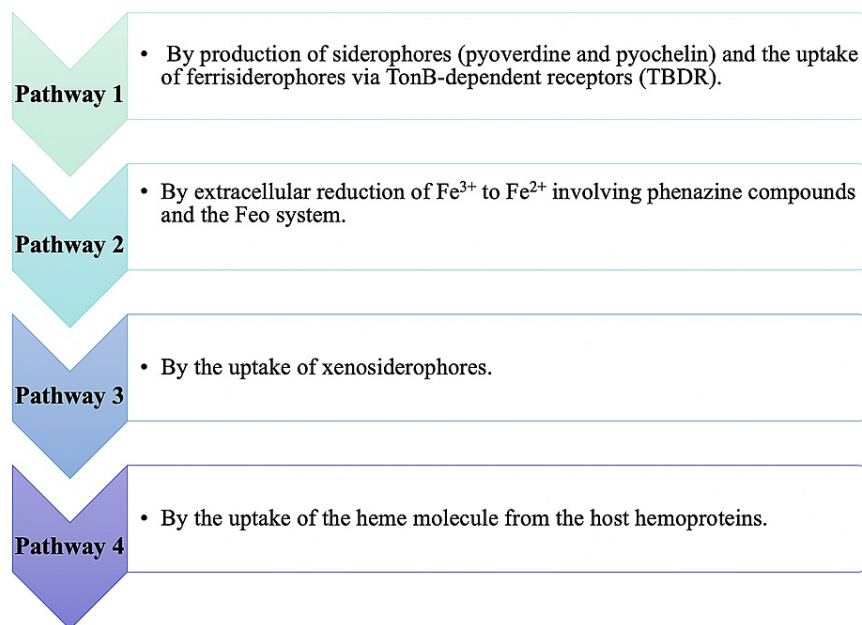 Pathway 1
• By production of siderophores (pyoverdine and pyochelin) and the uptake
of ferrisiderophores via TonB-dependent receptors (TBDR).
Pathway 2
• By extracellular reduction of Fe³⁺ to Fe²⁺ involving phenazine compounds
and the Feo system.
Pathway 3
• By the uptake of xenosiderophores.
Pathway 4
• By the uptake of the heme molecule from the host hemoproteins.